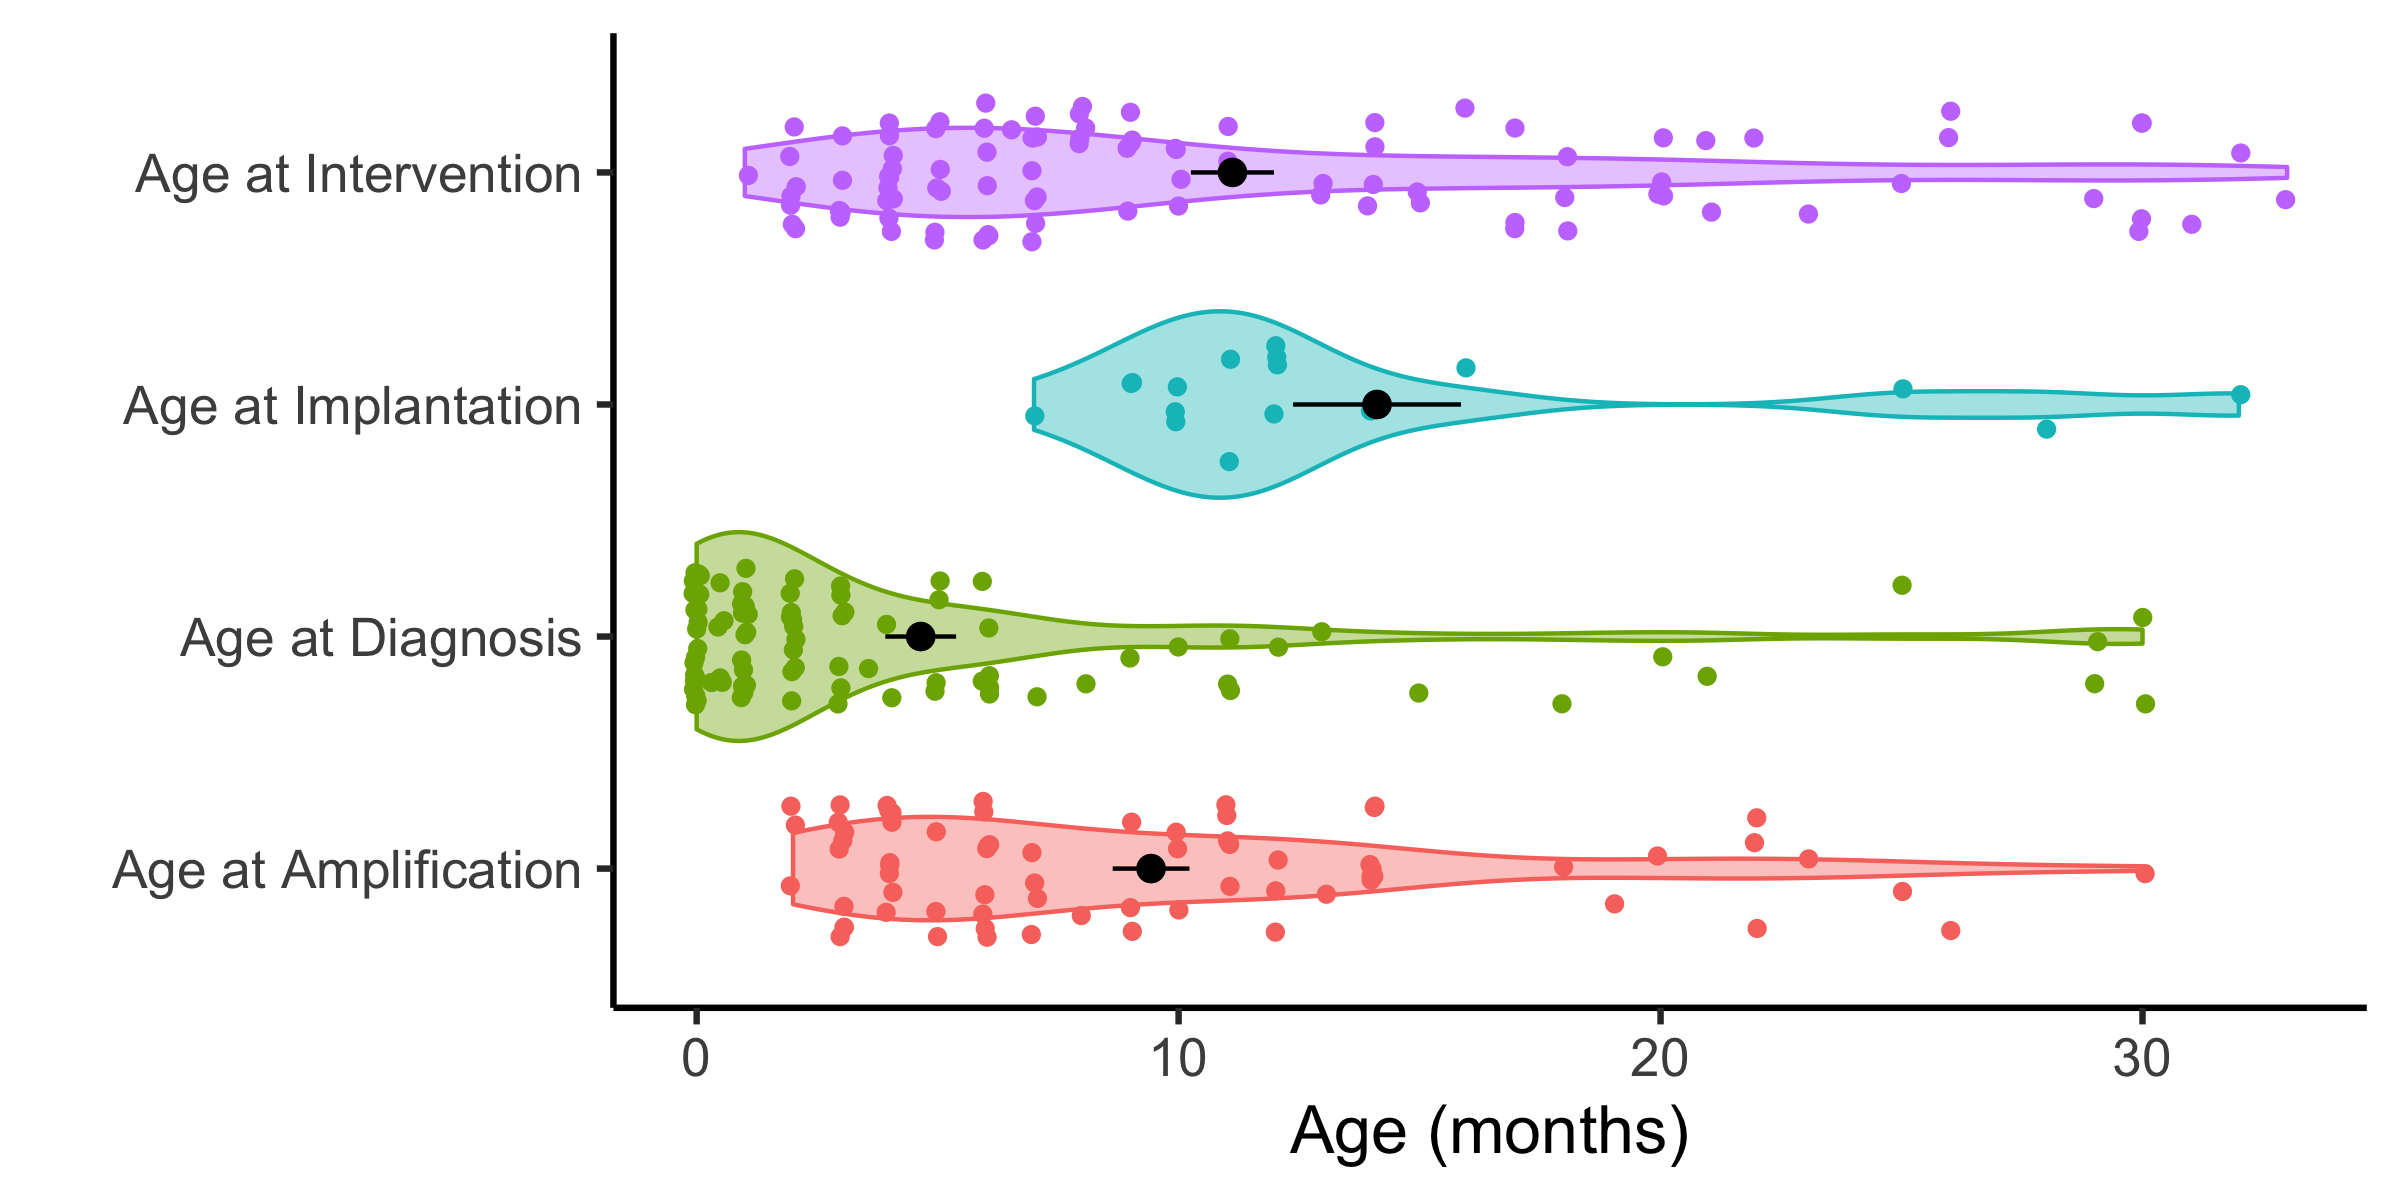 Age at Intervention
Age at Implantation
Age at Diagnosis
Age at Amplification
0 10 20 30
Age (months)